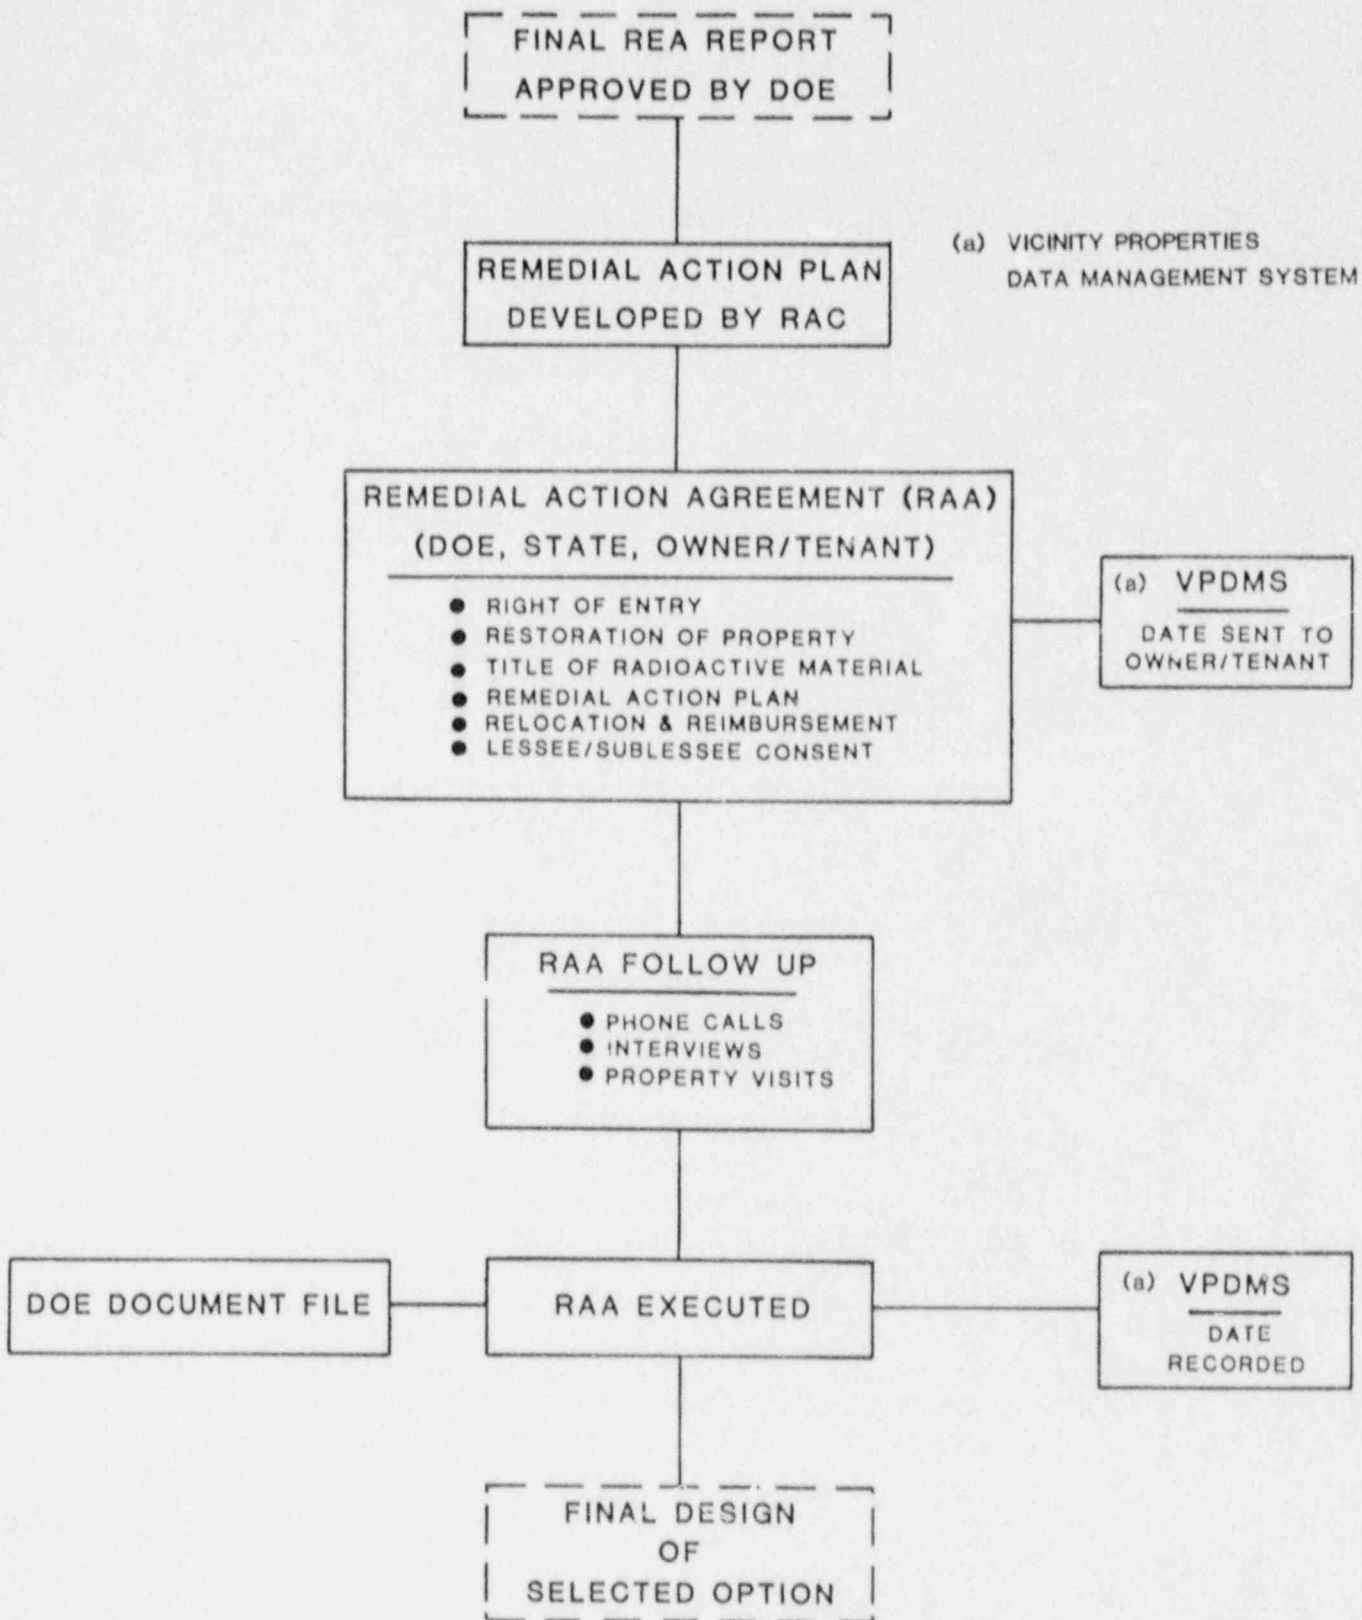 FINAL REA REPORT
APPROVED BY DOE
REMEDIAL ACTION PLAN
DEVELOPED BY RAC
(a) VICINITY PROPERTIES
DATA MANAGEMENT SYSTEM
REMEDIAL ACTION AGREEMENT (RAA)
(DOE, STATE, OWNER/TENANT)
● RIGHT OF ENTRY
● RESTORATION OF PROPERTY
● TITLE OF RADIOACTIVE MATERIAL
● REMEDIAL ACTION PLAN
● RELOCATION & REIMBURSEMENT
● LESSEE/SUBLESSEE CONSENT
(a) VPDMS
DATE SENT TO
OWNER/TENANT
RAA FOLLOW UP
● PHONE CALLS
● INTERVIEWS
● PROPERTY VISITS
DOE DOCUMENT FILE
RAA EXECUTED
(a) VPDMS
DATE
RECORDED
FINAL DESIGN
OF
SELECTED OPTION